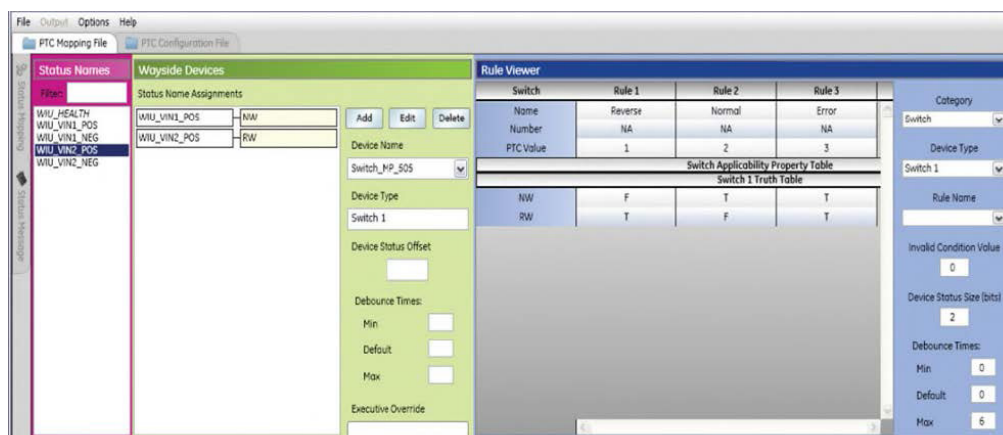 File Output Options Help
PTC Mapping File PTC Configuration File
Status Mapping
Status Message
Status Names
Filter:
WIU_HEALTH
WIU_VIN1_POS
WIU_VIN1_NEG
WIU_VIN2_POS
WIU_VIN2_NEG
Wayside Devices
Status Name Assignments
WIU_VIN1_POS NW
WIU_VIN2_POS RW
Add Edit Delete
Device Name
Switch_MP_505
Device Type
Switch 1
Device Status Offset
Debounce Times:
Min
Default
Max
Executive Override
Rule Viewer
Switch Rule 1 Rule 2 Rule 3
Name Reverse Normal Error
Number NA NA NA
PTC Value 1 2 3
Switch Applicability Property Table
Switch 1 Truth Table
NW F T T
RW T F T
Category
Switch
Device Type
Switch 1
Rule Name
Invalid Condition Value
0
Device Status Size (bits)
2
Debounce Times:
Min 0
Default 0
Max 6